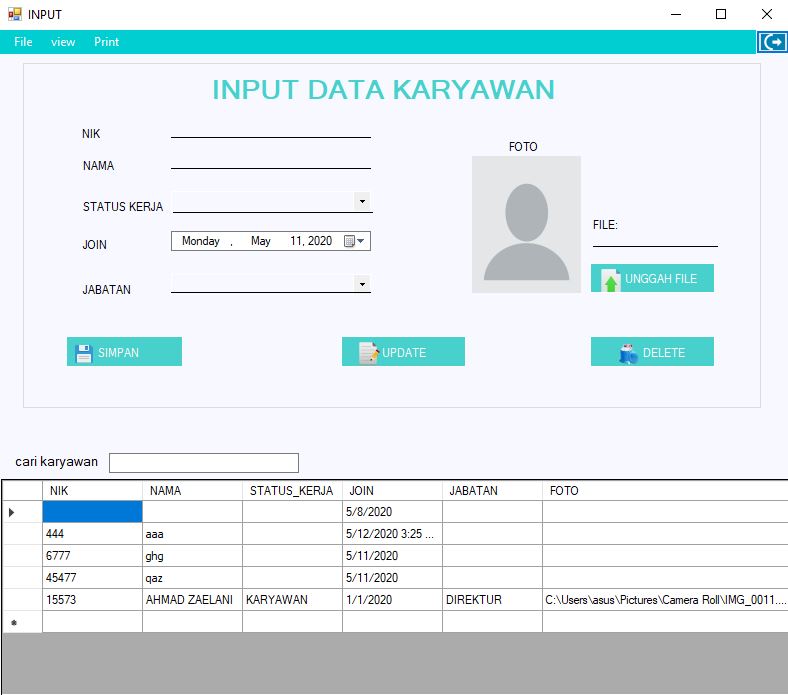 INPUT
File view Print
INPUT DATA KARYAWAN
NIK
NAMA
STATUS KERJA
JOIN Monday , May 11, 2020
JABATAN
FOTO
FILE:
UNGGAH FILE
SIMPAN UPDATE DELETE
cari karyawan
NIK NAMA STATUS_KERJA JOIN JABATAN FOTO
5/8/2020
444 aaa 5/12/2020 3:25 ...
6777 ghg 5/11/2020
45477 qaz 5/11/2020
15573 AHMAD ZAELANI KARYAWAN 1/1/2020 DIREKTUR C:\Users\asus\Pictures\Camera Roll\IMG_0011....